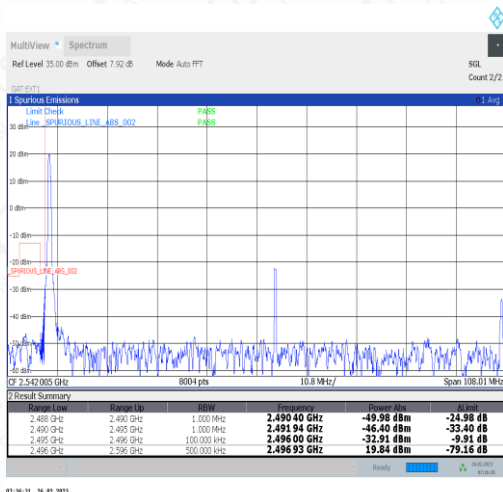 MultiView Spectrum
Ref Level 35.00 dBm Offset 7.92 dB Mode Auto FFT SGL
Count 2/2
GAT:EXT1
1 Spurious Emissions 1 Avg
Limit Check PASS
Line _SPURIOUS_LINE_ABS_002 PASS
30 dBm
20 dBm
10 dBm
0 dBm
-10 dBm
-20 dBm
_SPURIOUS_LINE_ABS_002
-30 dBm
-40 dBm
-50 dBm
-60 dBm
CF 2.542005 GHz 8004 pts 10.8 MHz/ Span 108.01 MHz
2 Result Summary
Range Low Range Up RBW Frequency Power Abs ΔLimit
2.488 GHz 2.490 GHz 1.000 MHz 2.490 40 GHz -49.98 dBm -24.98 dB
2.490 GHz 2.495 GHz 1.000 MHz 2.491 94 GHz -46.40 dBm -33.40 dB
2.495 GHz 2.496 GHz 100.000 kHz 2.496 00 GHz -32.91 dBm -9.91 dB
2.496 GHz 2.596 GHz 500.000 kHz 2.496 93 GHz 19.84 dBm -79.16 dB
Ready